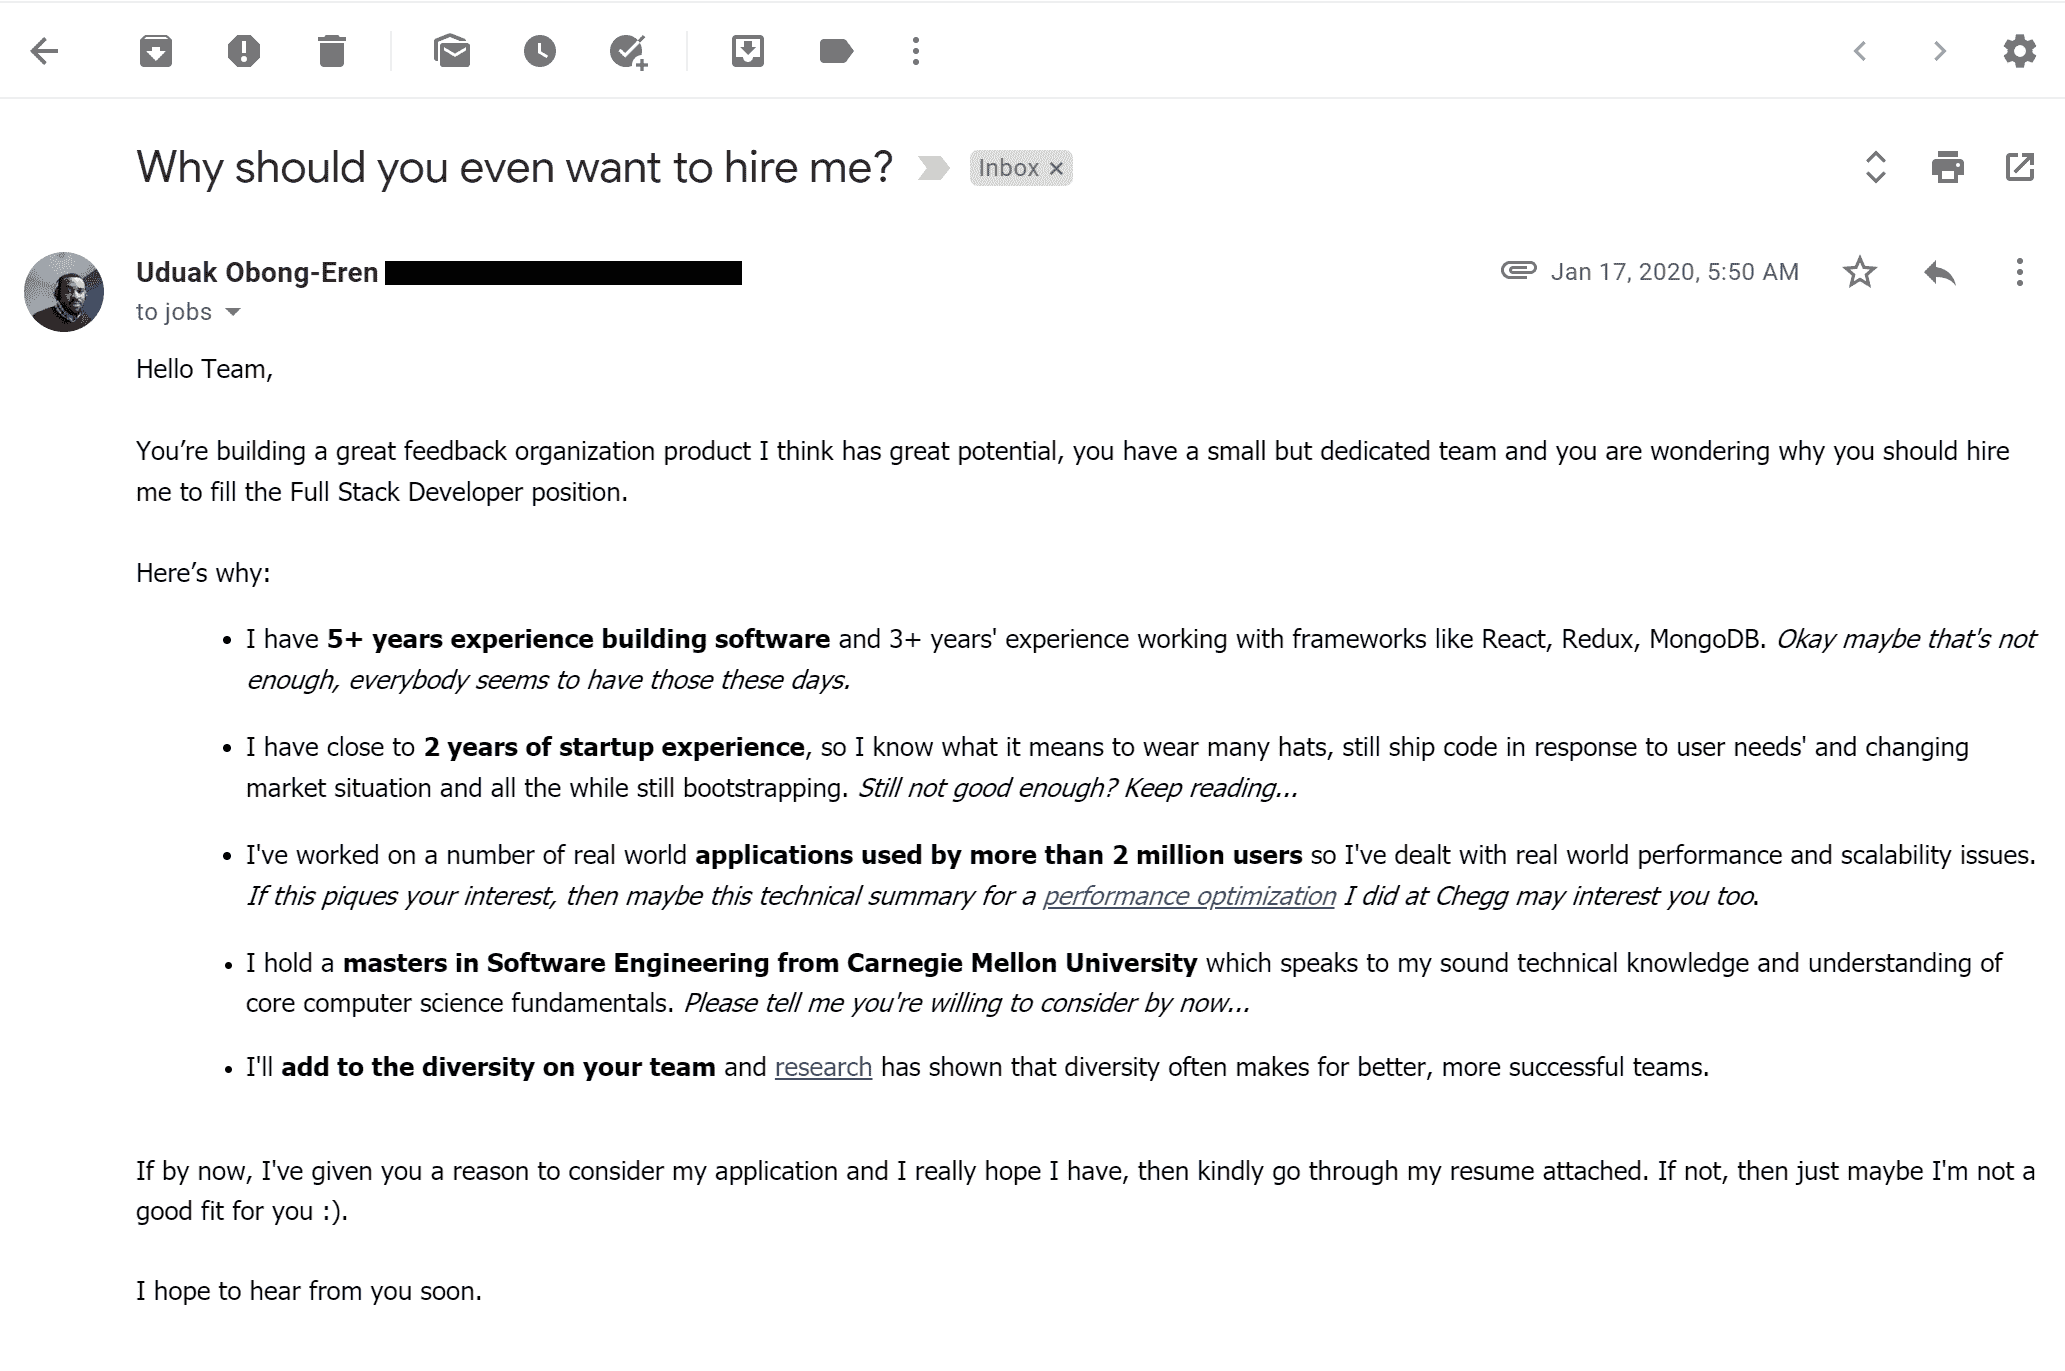 Why should you even want to hire me?
Inbox ×
Uduak Obong-Eren
Jan 17, 2020, 5:50 AM
to jobs
Hello Team,
You’re building a great feedback organization product I think has great potential, you have a small but dedicated team and you are wondering why you should hire
me to fill the Full Stack Developer position.
Here’s why:
• I have 5+ years experience building software and 3+ years' experience working with frameworks like React, Redux, MongoDB. Okay maybe that's not
enough, everybody seems to have those these days.
• I have close to 2 years of startup experience, so I know what it means to wear many hats, still ship code in response to user needs' and changing
market situation and all the while still bootstrapping. Still not good enough? Keep reading...
• I've worked on a number of real world applications used by more than 2 million users so I've dealt with real world performance and scalability issues.
If this piques your interest, then maybe this technical summary for a performance optimization I did at Chegg may interest you too.
• I hold a masters in Software Engineering from Carnegie Mellon University which speaks to my sound technical knowledge and understanding of
core computer science fundamentals. Please tell me you're willing to consider by now...
• I'll add to the diversity on your team and research has shown that diversity often makes for better, more successful teams.
If by now, I've given you a reason to consider my application and I really hope I have, then kindly go through my resume attached. If not, then just maybe I'm not a
good fit for you :).
I hope to hear from you soon.